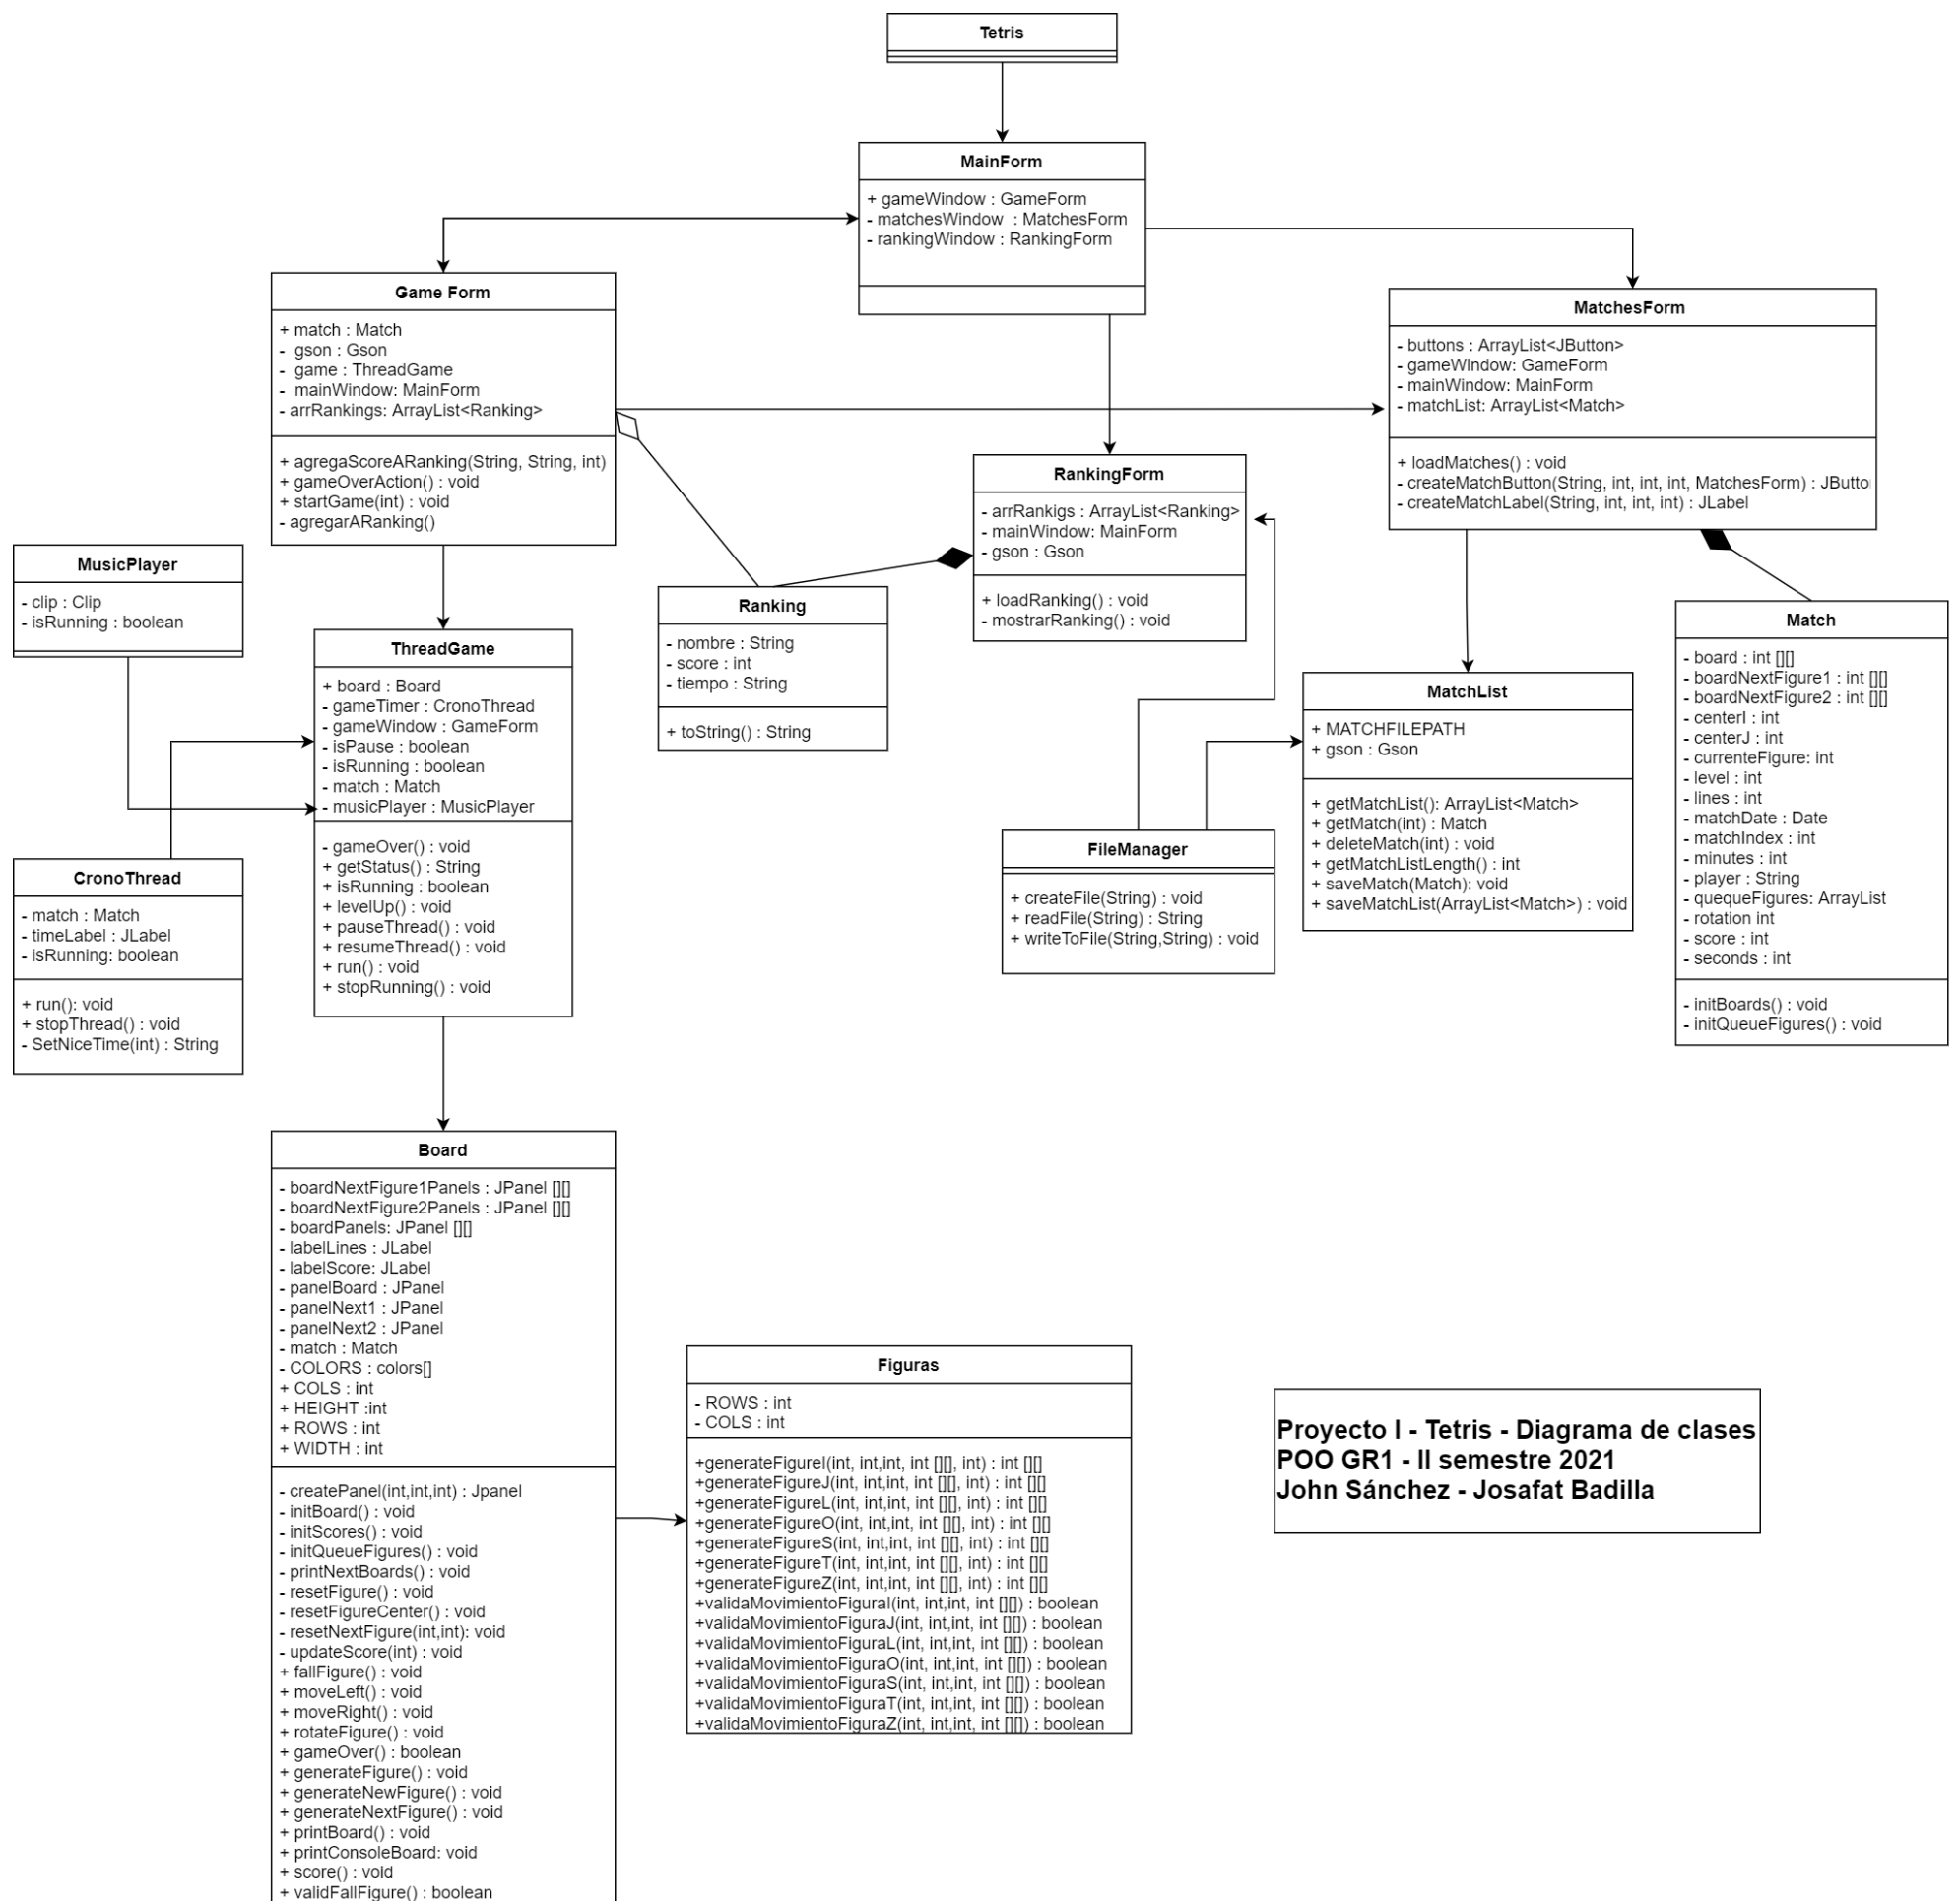 Tetris
MainForm
+ gameWindow : GameForm
- matchesWindow  : MatchesForm
- rankingWindow : RankingForm
Game Form
+ match : Match
-  gson : Gson
-  game : ThreadGame
-  mainWindow: MainForm
- arrRankings: ArrayList<Ranking>
+ agregaScoreARanking(String, String, int)
+ gameOverAction() : void
+ startGame(int) : void
- agregarARanking()
MatchesForm
- buttons : ArrayList<JButton>
- gameWindow: GameForm
- mainWindow: MainForm
- matchList: ArrayList<Match>
+ loadMatches() : void
- createMatchButton(String, int, int, int, MatchesForm) : JButto
- createMatchLabel(String, int, int, int) : JLabel
RankingForm
- arrRankigs : ArrayList<Ranking>
- mainWindow: MainForm
- gson : Gson
+ loadRanking() : void
- mostrarRanking() : void
MusicPlayer
- clip : Clip
- isRunning : boolean
Ranking
- nombre : String
- score : int
- tiempo : String
+ toString() : String
ThreadGame
+ board : Board
- gameTimer : CronoThread
- gameWindow : GameForm
- isPause : boolean
- isRunning : boolean
- match : Match
- musicPlayer : MusicPlayer
- gameOver() : void
+ getStatus() : String
+ isRunning : boolean
+ levelUp() : void
+ pauseThread() : void
+ resumeThread() : void
+ run() : void
+ stopRunning() : void
MatchList
+ MATCHFILEPATH
+ gson : Gson
+ getMatchList(): ArrayList<Match>
+ getMatch(int) : Match
+ deleteMatch(int) : void
+ getMatchListLength() : int
+ saveMatch(Match): void
+ saveMatchList(ArrayList<Match>) : void
Match
- board : int [][]
- boardNextFigure1 : int [][]
- boardNextFigure2 : int [][]
- centerI : int
- centerJ : int
- currenteFigure: int
- level : int
- lines : int
- matchDate : Date
- matchIndex : int
- minutes : int
- player : String
- quequeFigures: ArrayList
- rotation int
- score : int
- seconds : int
- initBoards() : void
- initQueueFigures() : void
FileManager
+ createFile(String) : void
+ readFile(String) : String
+ writeToFile(String,String) : void
CronoThread
- match : Match
- timeLabel : JLabel
- isRunning: boolean
+ run(): void
+ stopThread() : void
- SetNiceTime(int) : String
Board
- boardNextFigure1Panels : JPanel [][]
- boardNextFigure2Panels : JPanel [][]
- boardPanels: JPanel [][]
- labelLines : JLabel
- labelScore: JLabel
- panelBoard : JPanel
- panelNext1 : JPanel
- panelNext2 : JPanel
- match : Match
- COLORS : colors[]
+ COLS : int
+ HEIGHT :int
+ ROWS : int
+ WIDTH : int
- createPanel(int,int,int) : Jpanel
- initBoard() : void
- initScores() : void
- initQueueFigures() : void
- printNextBoards() : void
- resetFigure() : void
- resetFigureCenter() : void
- resetNextFigure(int,int): void
- updateScore(int) : void
+ fallFigure() : void
+ moveLeft() : void
+ moveRight() : void
+ rotateFigure() : void
+ gameOver() : boolean
+ generateFigure() : void
+ generateNewFigure() : void
+ generateNextFigure() : void
+ printBoard() : void
+ printConsoleBoard: void
+ score() : void
+ validFallFigure() : boolean
Figuras
- ROWS : int
- COLS : int
+generateFigureI(int, int,int, int [][], int) : int [][]
+generateFigureJ(int, int,int, int [][], int) : int [][]
+generateFigureL(int, int,int, int [][], int) : int [][]
+generateFigureO(int, int,int, int [][], int) : int [][]
+generateFigureS(int, int,int, int [][], int) : int [][]
+generateFigureT(int, int,int, int [][], int) : int [][]
+generateFigureZ(int, int,int, int [][], int) : int [][]
+validaMovimientoFiguraI(int, int,int, int [][]) : boolean
+validaMovimientoFiguraJ(int, int,int, int [][]) : boolean
+validaMovimientoFiguraL(int, int,int, int [][]) : boolean
+validaMovimientoFiguraO(int, int,int, int [][]) : boolean
+validaMovimientoFiguraS(int, int,int, int [][]) : boolean
+validaMovimientoFiguraT(int, int,int, int [][]) : boolean
+validaMovimientoFiguraZ(int, int,int, int [][]) : boolean
Proyecto I - Tetris - Diagrama de clases
POO GR1 - II semestre 2021
John Sánchez - Josafat Badilla